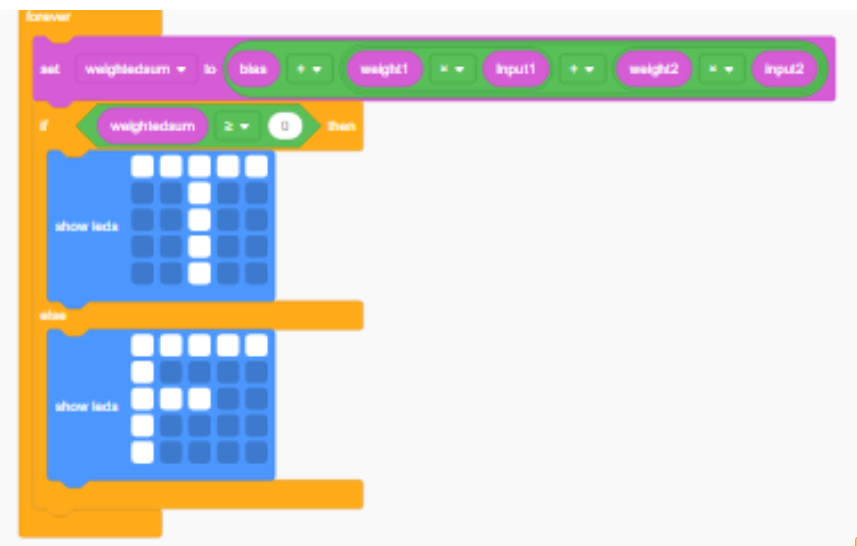 forever
set weightedsum to bias + weight1 × input1 + weight2 × input2
if weightedsum ≥ 0 then
show leds
else
show leds